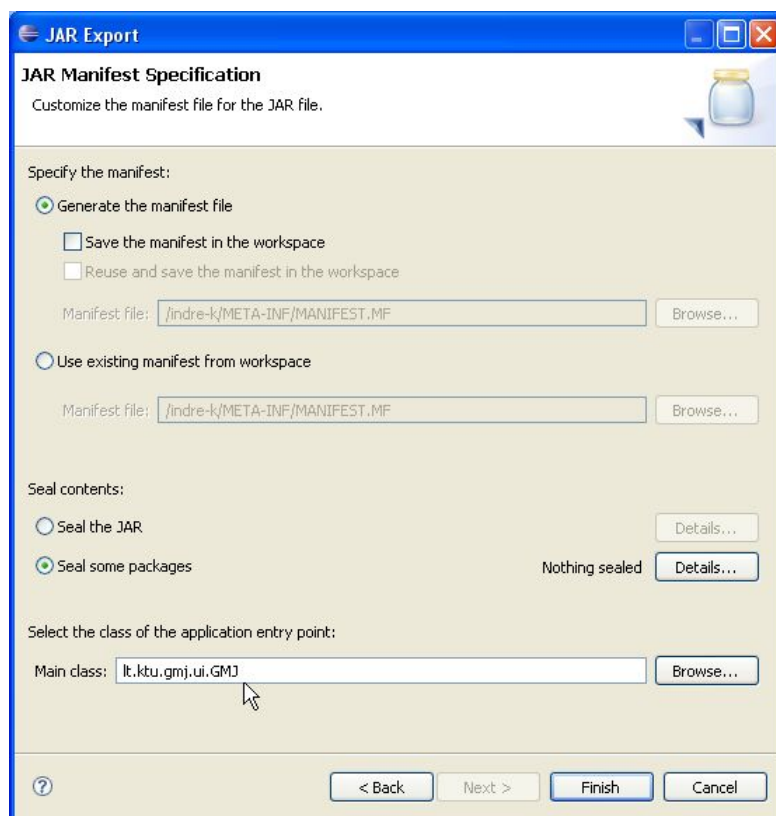 JAR Export
JAR Manifest Specification
Customize the manifest file for the JAR file.
Specify the manifest:
Generate the manifest file
Save the manifest in the workspace
Reuse and save the manifest in the workspace
Manifest file: /indre-k/META-INF/MANIFEST.MF Browse...
Use existing manifest from workspace
Manifest file: /indre-k/META-INF/MANIFEST.MF Browse...
Seal contents:
Seal the JAR Details...
Seal some packages Nothing sealed Details...
Select the class of the application entry point:
Main class: lt.ktu.gmj.ui.GMJ Browse...
? < Back Next > Finish Cancel